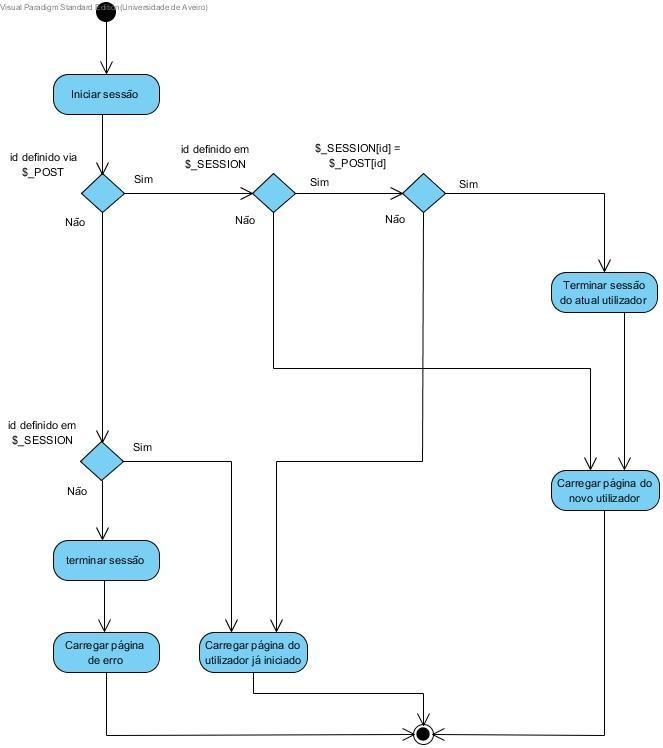 Visual Paradigm Standard Edition(Universidade de Aveiro)
Iniciar sessão
id definido via
$_POST
Sim
Não
id definido em
$_SESSION
Sim
Não
$_SESSION[id] =
$_POST[id]
Sim
Não
Terminar sessão
do atual utilizador
id definido em
$_SESSION
Sim
Não
Carregar página do
novo utilizador
terminar sessão
Carregar página
de erro
Carregar página do
utilizador já iniciado